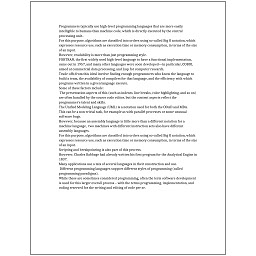 Programmers typically use high-level programming languages that are more easily
intelligible to humans than machine code, which is directly executed by the central
processing unit.
For this purpose, algorithms are classified into orders using so-called Big O notation, which
expresses resource use, such as execution time or memory consumption, in terms of the size
of an input.
However, readability is more than just programming style.
FORTRAN, the first widely used high-level language to have a functional implementation,
came out in 1957, and many other languages were soon developed—in particular, COBOL
aimed at commercial data processing, and Lisp for computer research.
Trade-offs from this ideal involve finding enough programmers who know the language to
build a team, the availability of compilers for that language, and the efficiency with which
programs written in a given language execute.
Some of these factors include:
The presentation aspects of this (such as indents, line breaks, color highlighting, and so on)
are often handled by the source code editor, but the content aspects reflect the
programmer's talent and skills.
The Unified Modeling Language (UML) is a notation used for both the OOAD and MDA.
This can be a non-trivial task, for example as with parallel processes or some unusual
software bugs.
However, because an assembly language is little more than a different notation for a
machine language, two machines with different instruction sets also have different
assembly languages.
For this purpose, algorithms are classified into orders using so-called Big O notation, which
expresses resource use, such as execution time or memory consumption, in terms of the size
of an input.
Scripting and breakpointing is also part of this process.
However, Charles Babbage had already written his first program for the Analytical Engine in
1837.
Many applications use a mix of several languages in their construction and use.
Different programming languages support different styles of programming (called
programming paradigms).
While these are sometimes considered programming, often the term software development
is used for this larger overall process – with the terms programming, implementation, and
coding reserved for the writing and editing of code per se.